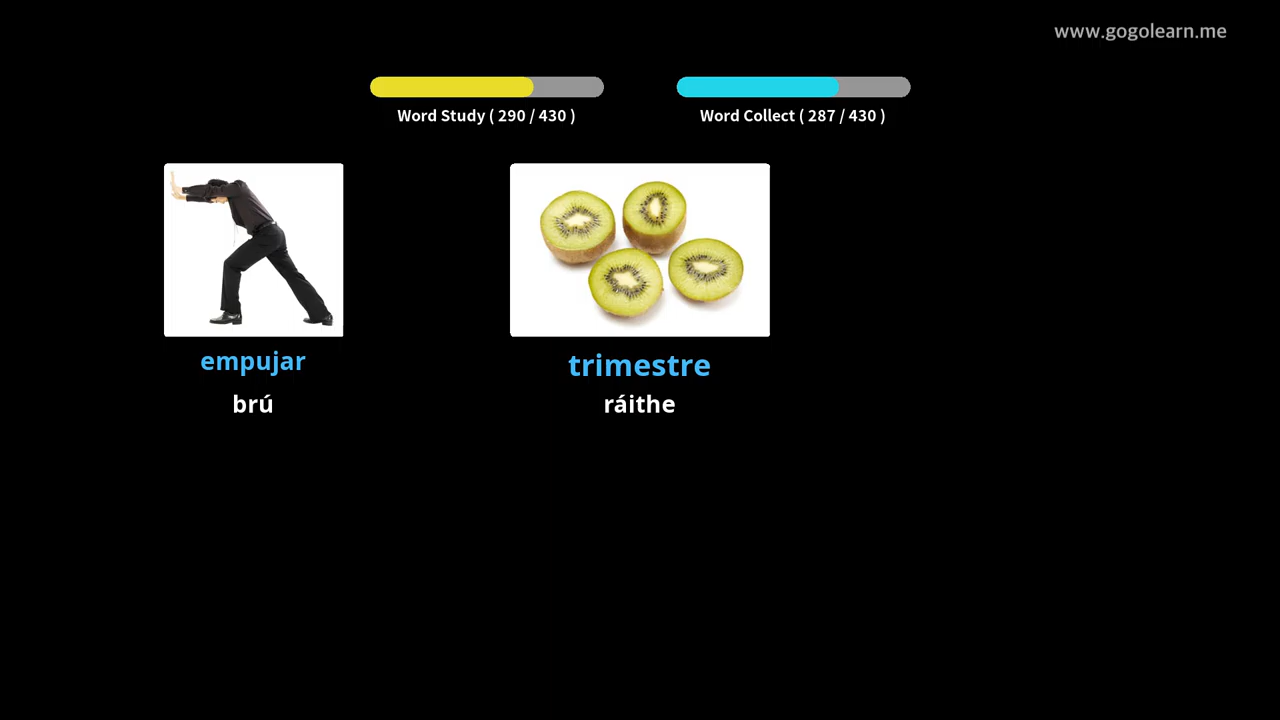 www.gogolearn.me
Word Study ( 290 / 430 )
Word Collect ( 287 / 430 )
empujar
brú
trimestre
ráithe